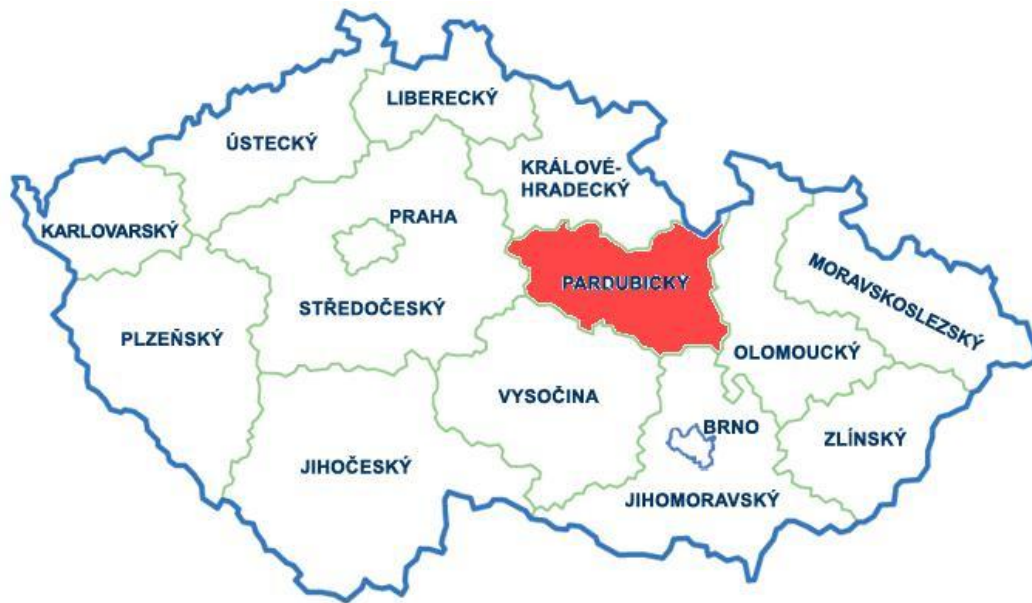 LIBERECKÝ
ÚSTECKÝ
KRÁLOVÉ-
HRADECKÝ
KARLOVARSKÝ
PRAHA
PARDUBICKÝ
MORAVSKOSLEZSKÝ
STŘEDOČESKÝ
PLZEŇSKÝ
OLOMOUCKÝ
VYSOČINA
BRNO
ZLÍNSKÝ
JIHOČESKÝ
JIHOMORAVSKÝ